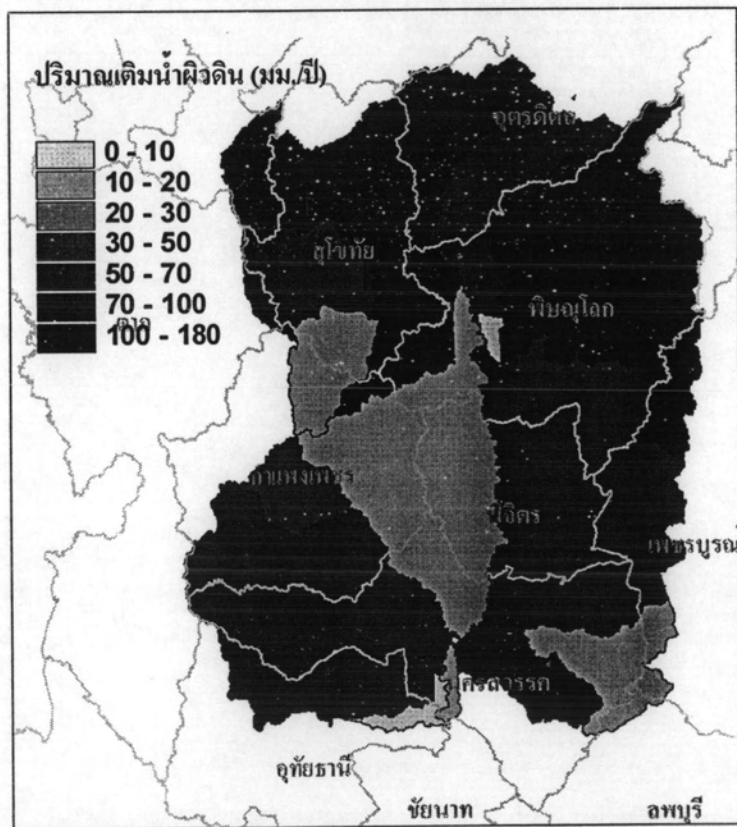 ปริมาณเติมน้ำผิวดิน (มม./ปี)
0 - 10
10 - 20
20 - 30
30 - 50
50 - 70
70 - 100
100 - 180
ตาก
อุตรดิตถ์
สุโขทัย
พิษณุโลก
กำแพงเพชร
พิจิตร
เพชรบูรณ์
นครสวรรค์
อุทัยธานี
ชัยนาท
ลพบุรี